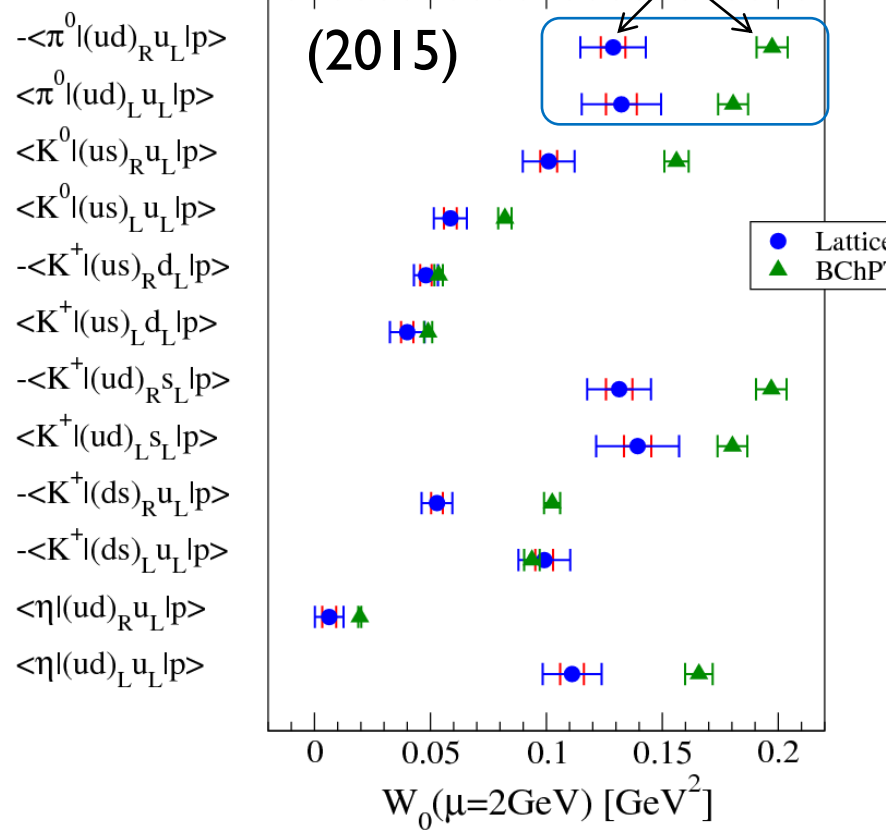 (2015)
-<π⁰|(ud)_R u_L|p>
<π⁰|(ud)_L u_L|p>
<K⁰|(us)_R u_L|p>
<K⁰|(us)_L u_L|p>
-<K⁺|(us)_R d_L|p>
<K⁺|(us)_L d_L|p>
-<K⁺|(ud)_R s_L|p>
<K⁺|(ud)_L s_L|p>
-<K⁺|(ds)_R u_L|p>
-<K⁺|(ds)_L u_L|p>
<η|(ud)_R u_L|p>
<η|(ud)_L u_L|p>
Lattice
BChPT
0 0.05 0.1 0.15 0.2
W₀(μ=2GeV) [GeV²]